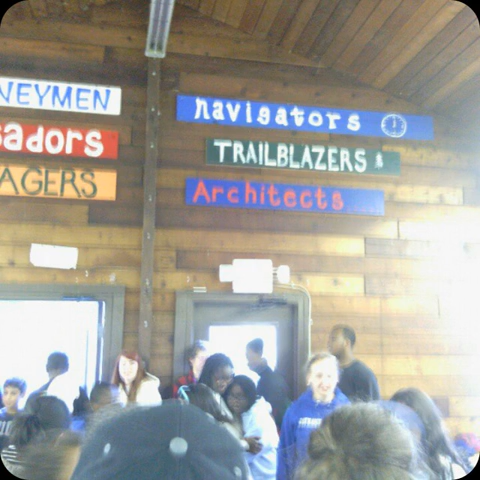 NEYMEN
sadors
AGERS
navigators
TRAILBLAZERS
Architects